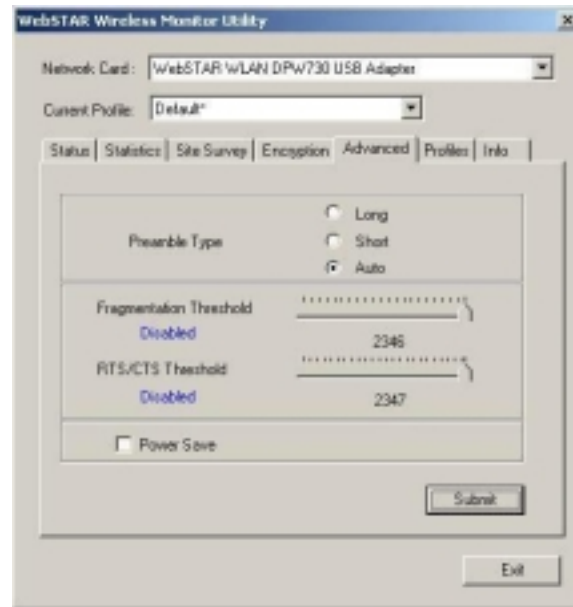 WebSTAR Wireless Monitor Utility
Network Card: WebSTAR WLAN DPW730 USB Adapter
Current Profile: Default*
Status Statistics Site Survey Encryption Advanced Profiles Info
Preamble Type
Long
Short
Auto
Fragmentation Threshold
Disabled
2346
RTS/CTS Threshold
Disabled
2347
Power Save
Submit
Exit